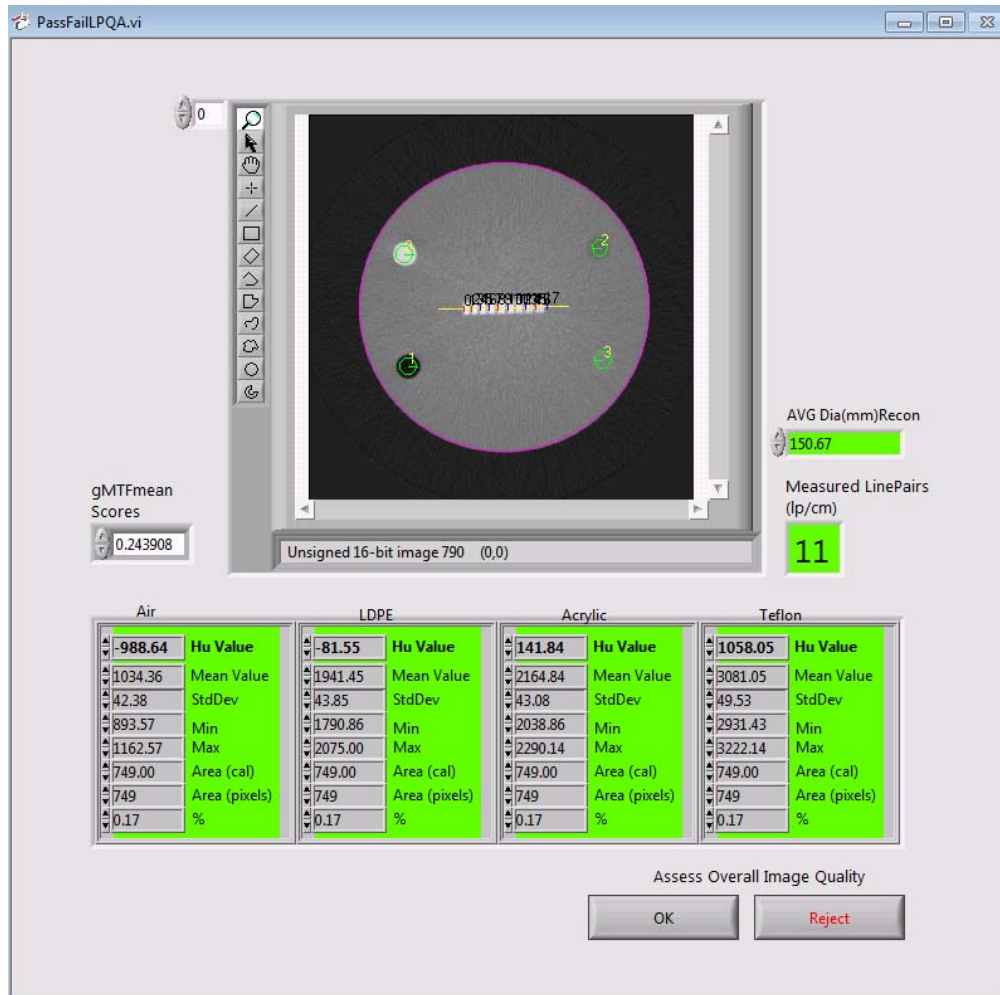 PassFailLPQA.vi
0
2
2
1
3
AVG Dia(mm)Recon
150.67
gMTFmean
Scores
0.243908
Measured LinePairs
(lp/cm)
11
Unsigned 16-bit image 790 (0,0)
Air
-988.64 Hu Value
1034.36 Mean Value
42.38 StdDev
893.57 Min
1162.57 Max
749.00 Area (cal)
749 Area (pixels)
0.17 %
LDPE
-81.55 Hu Value
1941.45 Mean Value
43.85 StdDev
1790.86 Min
2075.00 Max
749.00 Area (cal)
749 Area (pixels)
0.17 %
Acrylic
141.84 Hu Value
2164.84 Mean Value
43.08 StdDev
2038.86 Min
2290.14 Max
749.00 Area (cal)
749 Area (pixels)
0.17 %
Teflon
1058.05 Hu Value
3081.05 Mean Value
49.53 StdDev
2931.43 Min
3222.14 Max
749.00 Area (cal)
749 Area (pixels)
0.17 %
Assess Overall Image Quality
OK
Reject